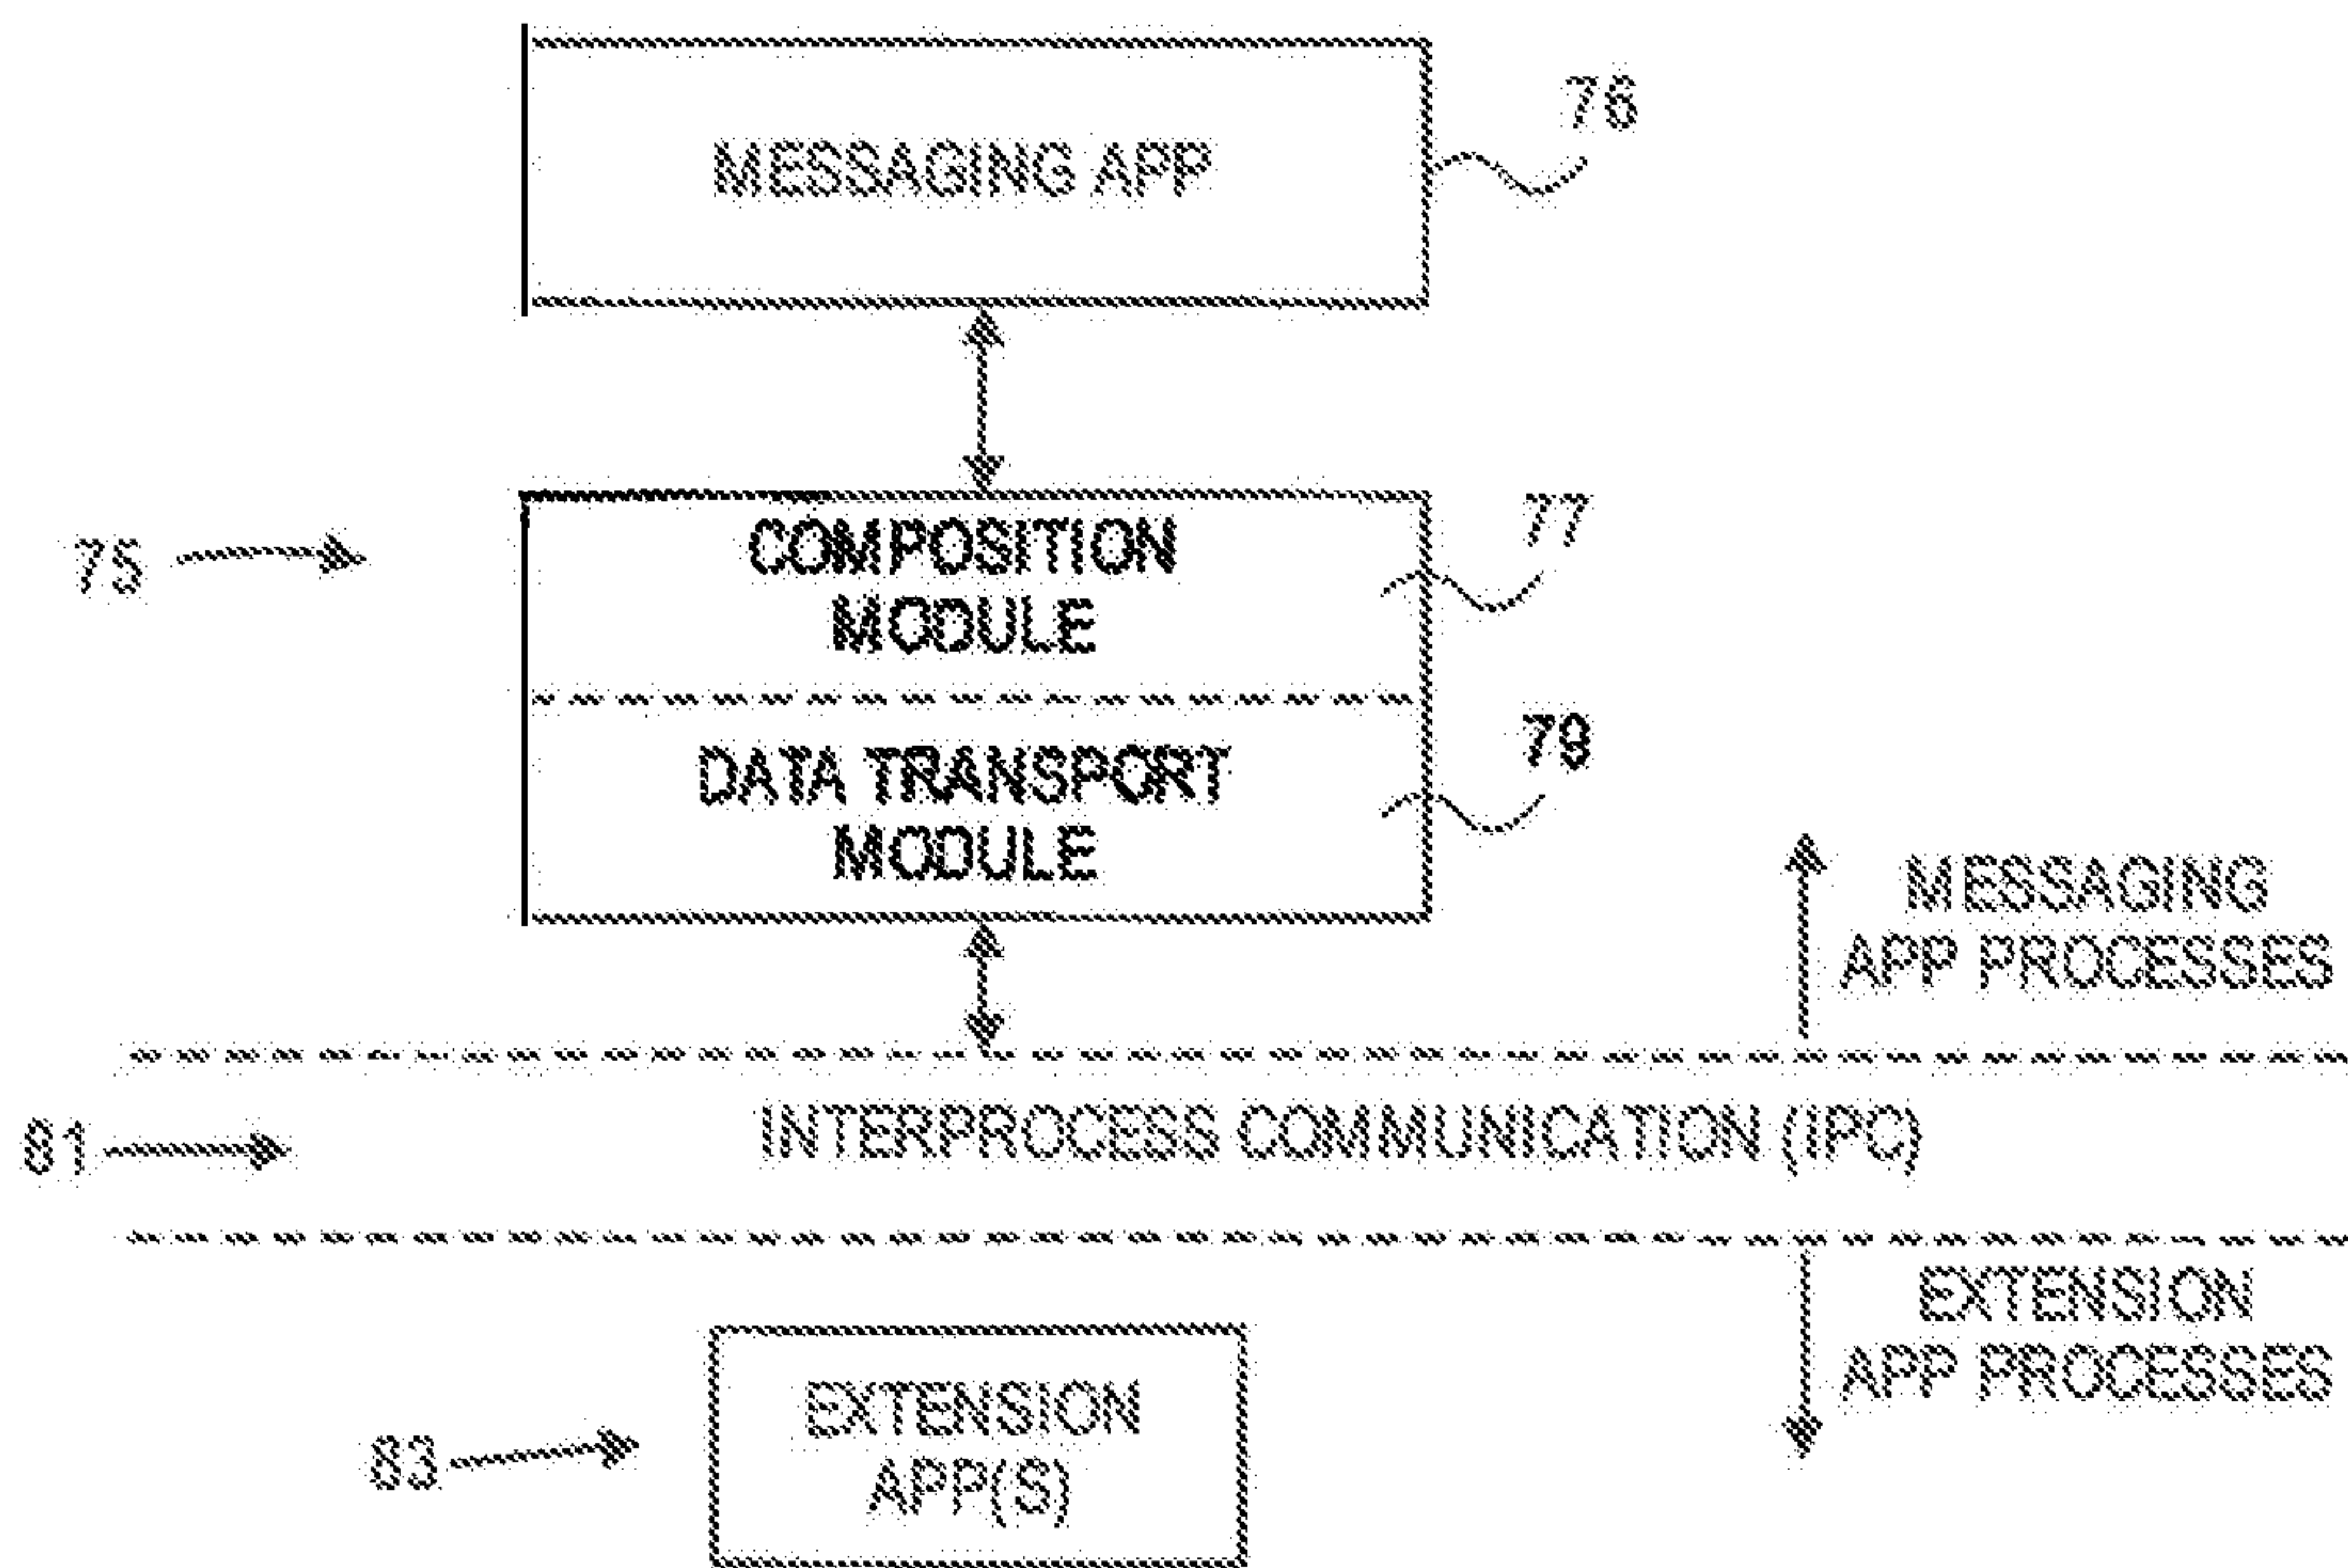 MESSAGING APP
76
75
COMPOSITION
MODULE
77
DATA TRANSPORT
MODULE
79
MESSAGING
APP PROCESSES
81
INTERPROCESS COMMUNICATION (IPC)
EXTENSION
APP PROCESSES
83
EXTENSION
APP(S)